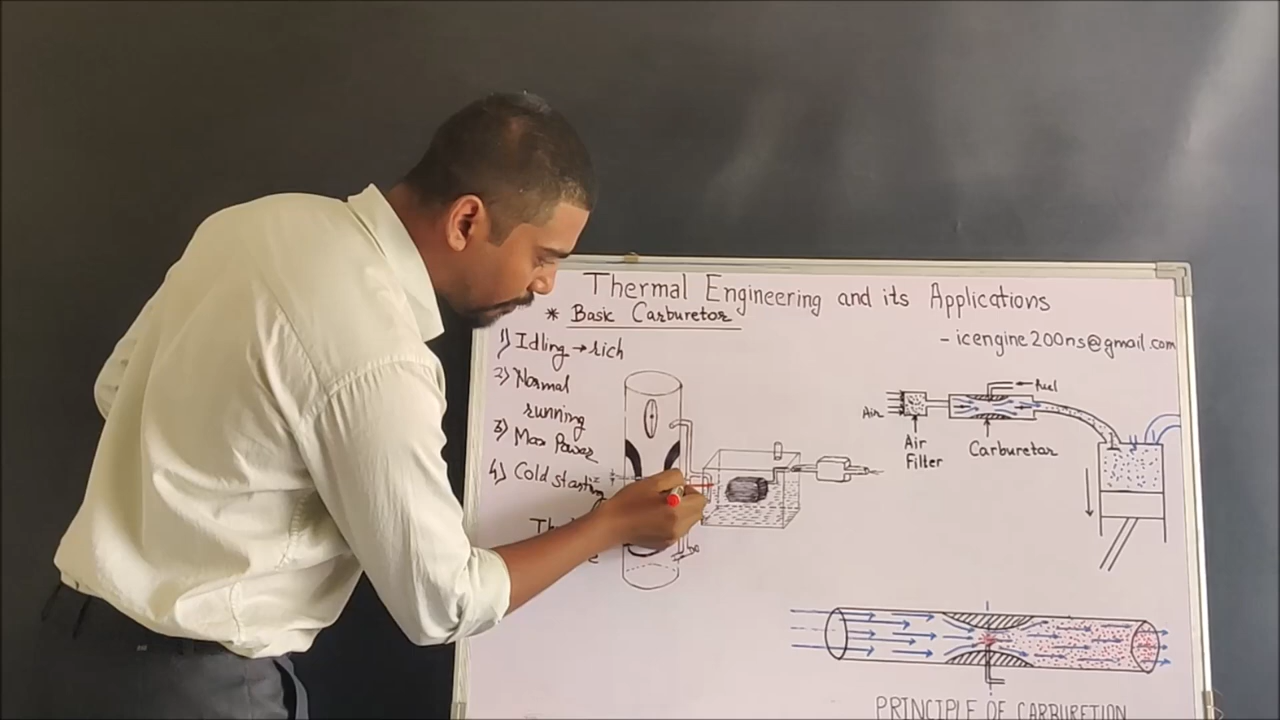 Thermal Engineering and its Applications
* Basic Carburetor
- icengine200ns@gmail.com
1) Idling → rich
2) Normal
running
3) Max Power
4) Cold starting
Air
Air
Filter
Fuel
Carburetor
PRINCIPLE OF CARBURETION